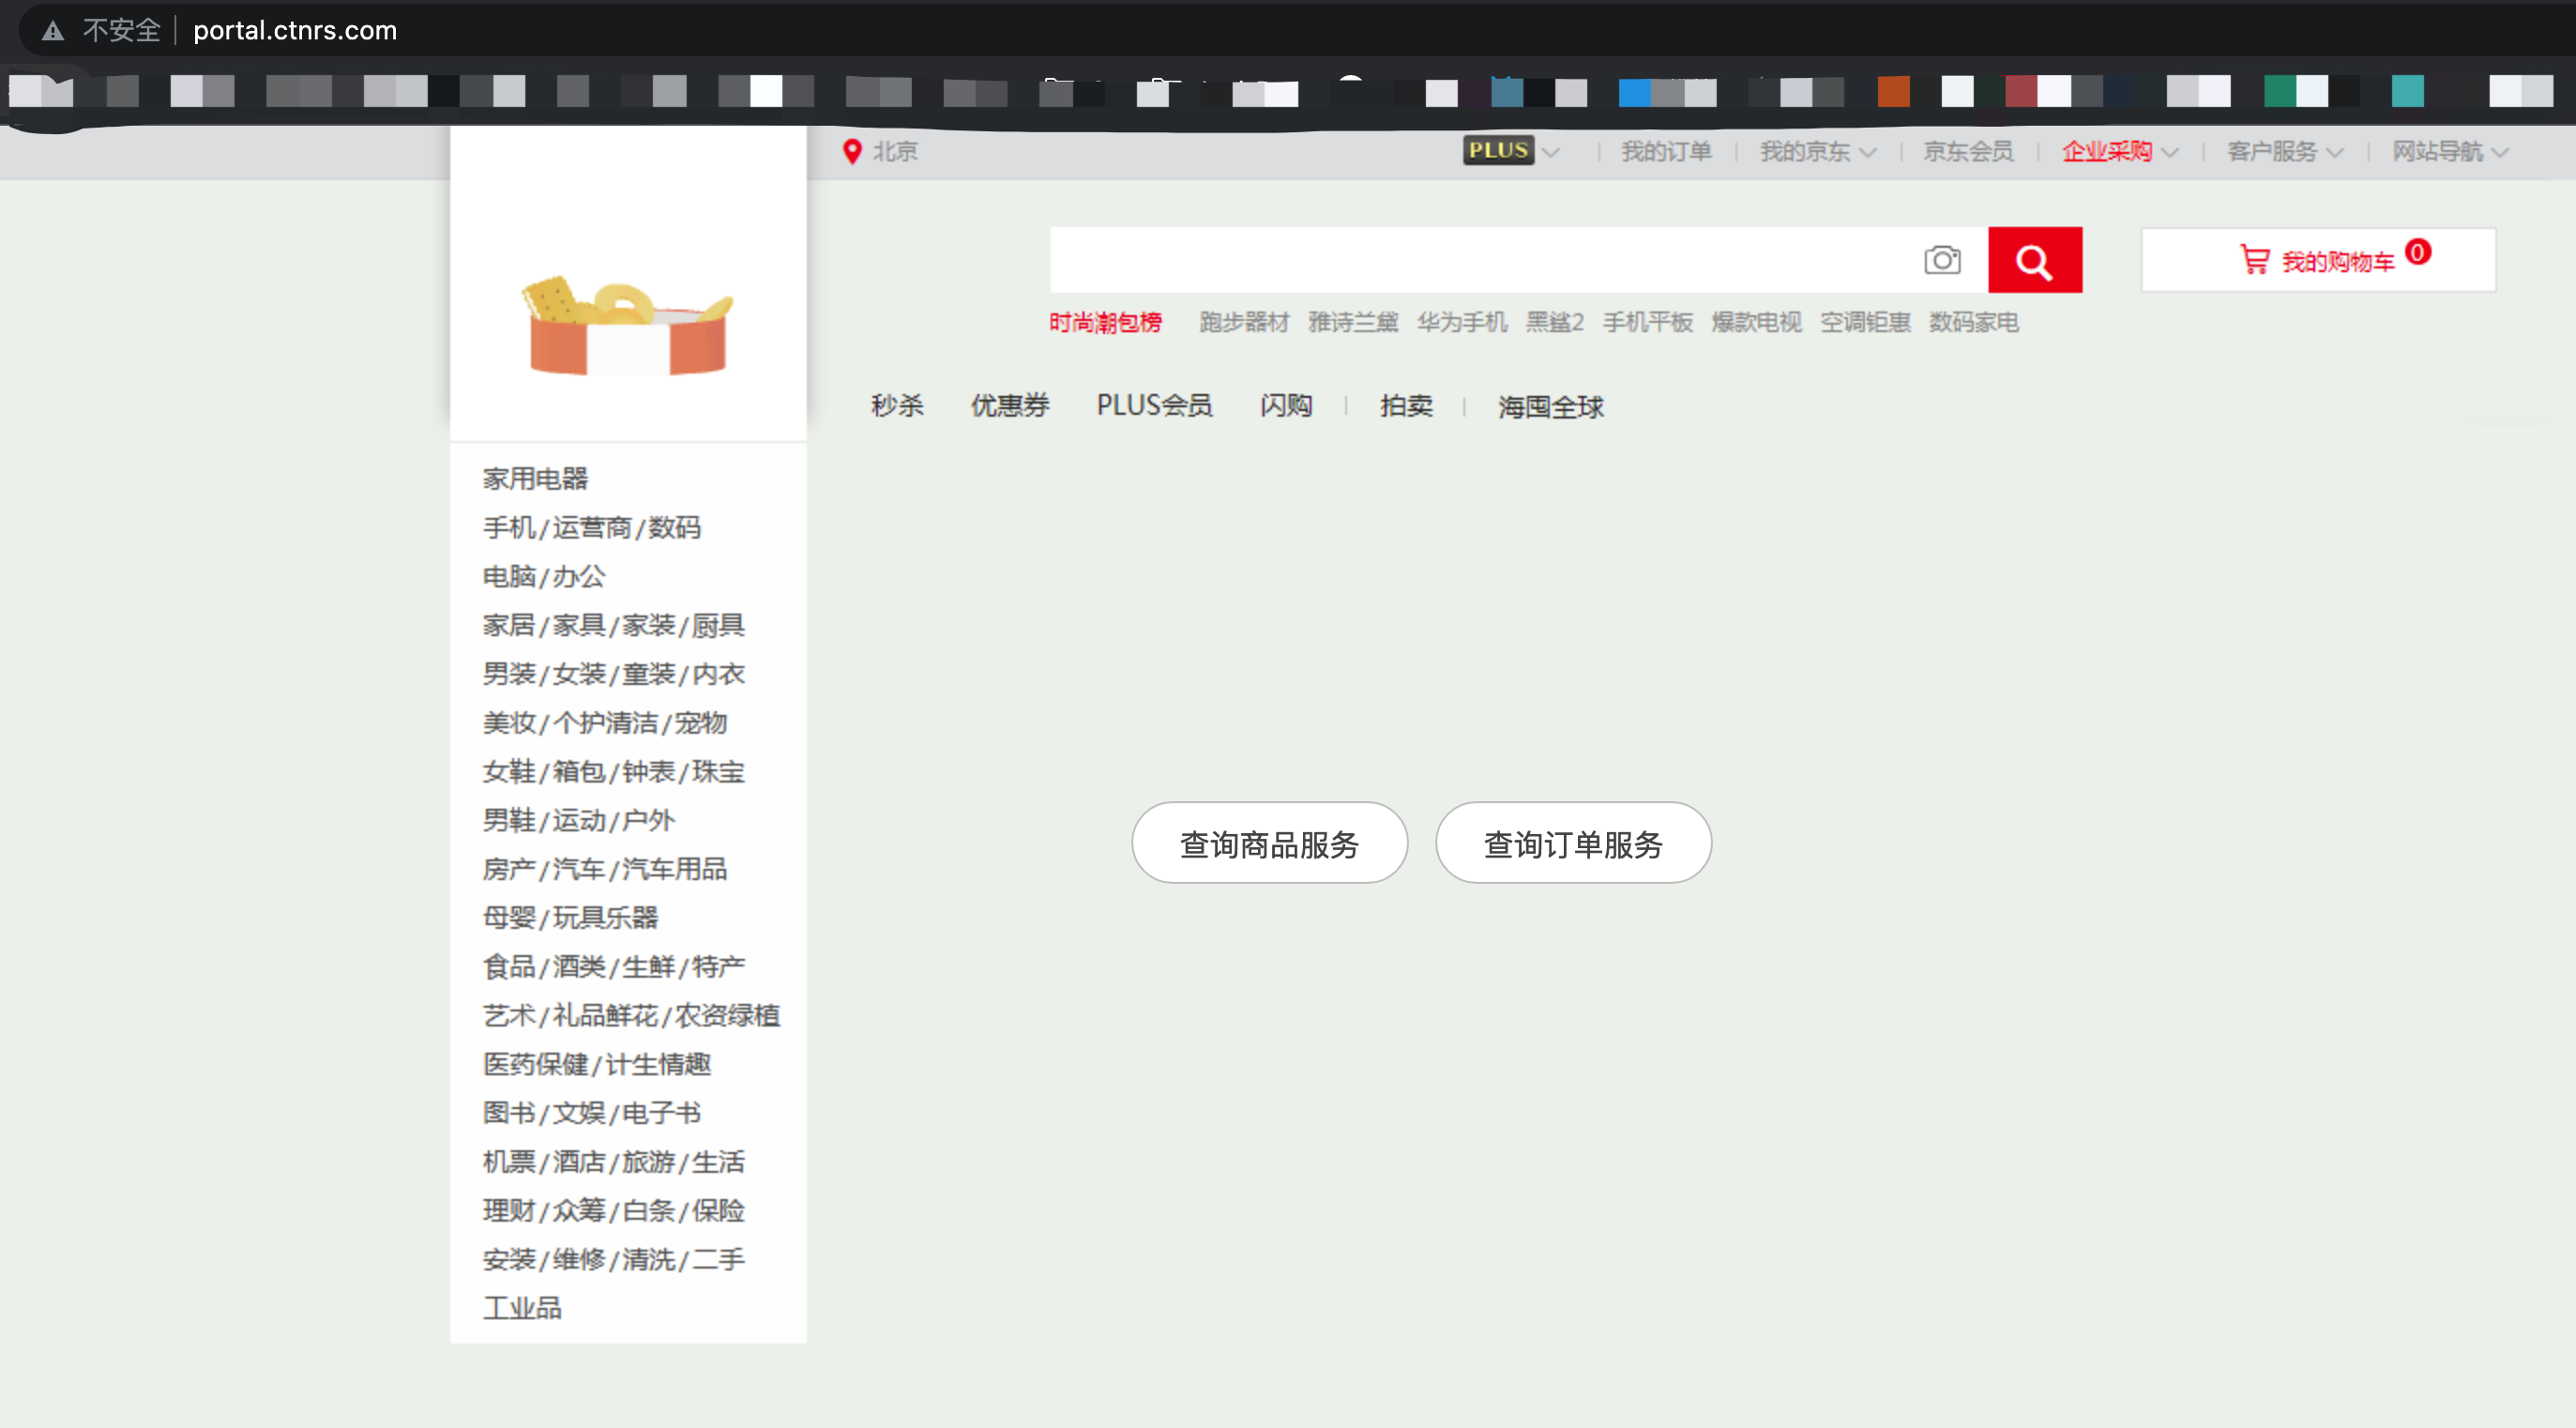 不安全 portal.ctnrs.com
北京 PLUS 我的订单 我的京东 京东会员 企业采购 客户服务 网站导航
我的购物车 0
时尚潮包榜 跑步器材 雅诗兰黛 华为手机 黑鲨2 手机平板 爆款电视 空调钜惠 数码家电
秒杀 优惠券 PLUS会员 闪购 拍卖 海囤全球
家用电器
手机/运营商/数码
电脑/办公
家居/家具/家装/厨具
男装/女装/童装/内衣
美妆/个护清洁/宠物
女鞋/箱包/钟表/珠宝
男鞋/运动/户外
房产/汽车/汽车用品
母婴/玩具乐器
食品/酒类/生鲜/特产
艺术/礼品鲜花/农资绿植
医药保健/计生情趣
图书/文娱/电子书
机票/酒店/旅游/生活
理财/众筹/白条/保险
安装/维修/清洗/二手
工业品
查询商品服务 查询订单服务